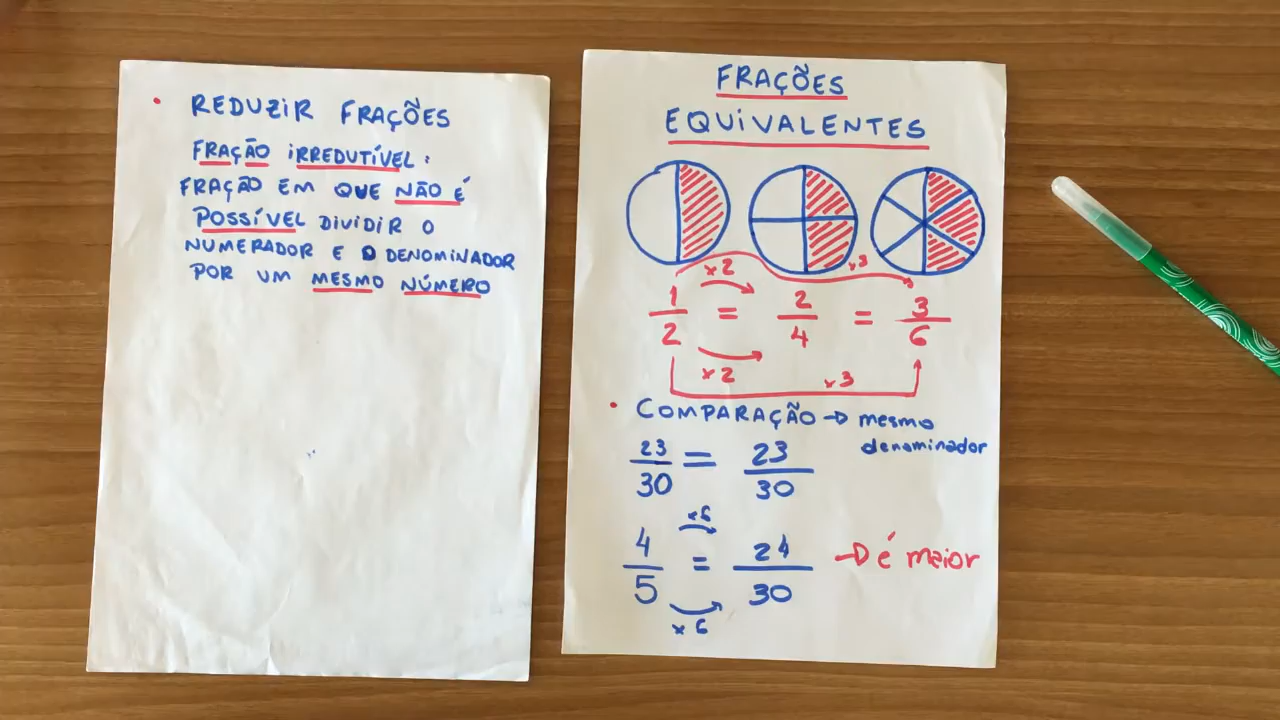 • REDUZIR FRAÇÕES
FRAÇÃO IRREDUTÍVEL:
FRAÇÃO EM QUE NÃO É
POSSÍVEL DIVIDIR O
NUMERADOR E O DENOMINADOR
POR UM MESMO NÚMERO
FRAÇÕES
EQUIVALENTES
×2 ×3
1/2 = 2/4 = 3/6
×2 ×3
• COMPARAÇÃO → mesmo
denominador
23/30 = 23/30
×6
4/5 = 24/30 → é maior
×6